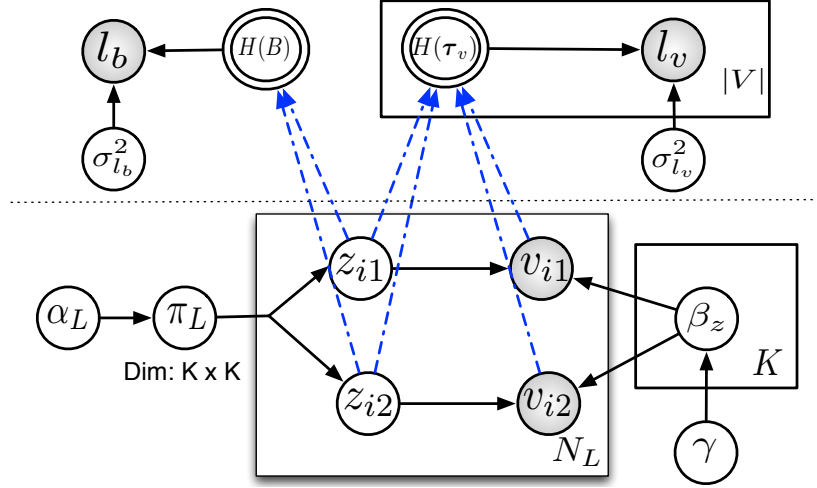 l_b H(B) H(τ_v) l_v
|V|
σ²_{l_b} σ²_{l_v}
z_{i1} v_{i1}
α_L π_L β_z
Dim: K x K K
z_{i2} v_{i2}
N_L γ